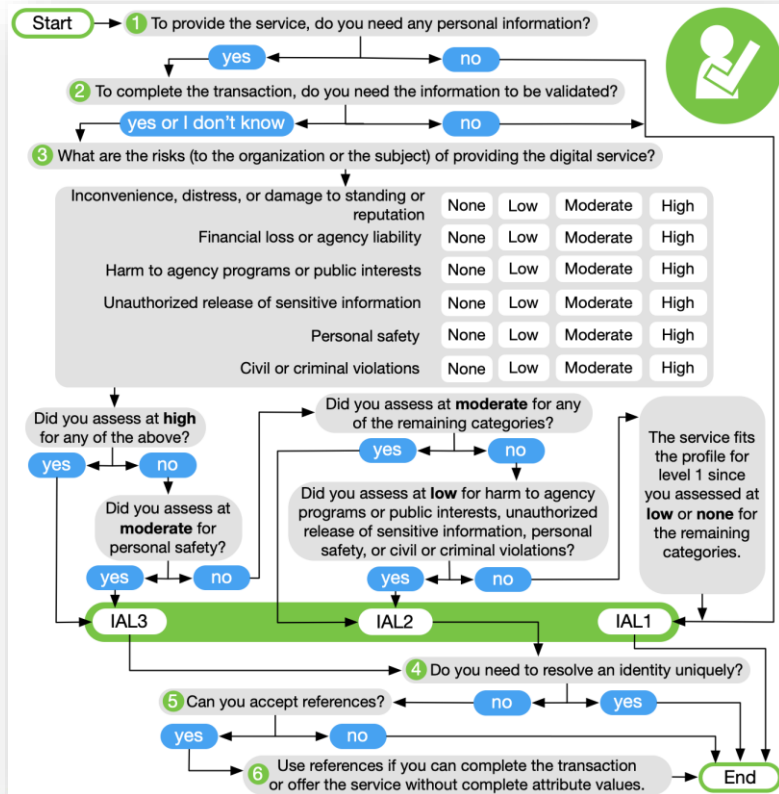 Start
1 To provide the service, do you need any personal information?
yes
no
2 To complete the transaction, do you need the information to be validated?
yes or I don't know
no
3 What are the risks (to the organization or the subject) of providing the digital service?
Inconvenience, distress, or damage to standing or
reputation
None Low Moderate High
Financial loss or agency liability
None Low Moderate High
Harm to agency programs or public interests
None Low Moderate High
Unauthorized release of sensitive information
None Low Moderate High
Personal safety
None Low Moderate High
Civil or criminal violations
None Low Moderate High
Did you assess at high
for any of the above?
yes
no
Did you assess at
moderate for
personal safety?
yes
no
Did you assess at moderate for any
of the remaining categories?
yes
no
Did you assess at low for harm to agency
programs or public interests, unauthorized
release of sensitive information, personal
safety, or civil or criminal violations?
yes
no
The service fits
the profile for
level 1 since
you assessed at
low or none for
the remaining
categories.
IAL3
IAL2
IAL1
4 Do you need to resolve an identity uniquely?
no
yes
5 Can you accept references?
yes
no
6 Use references if you can complete the transaction
or offer the service without complete attribute values.
End